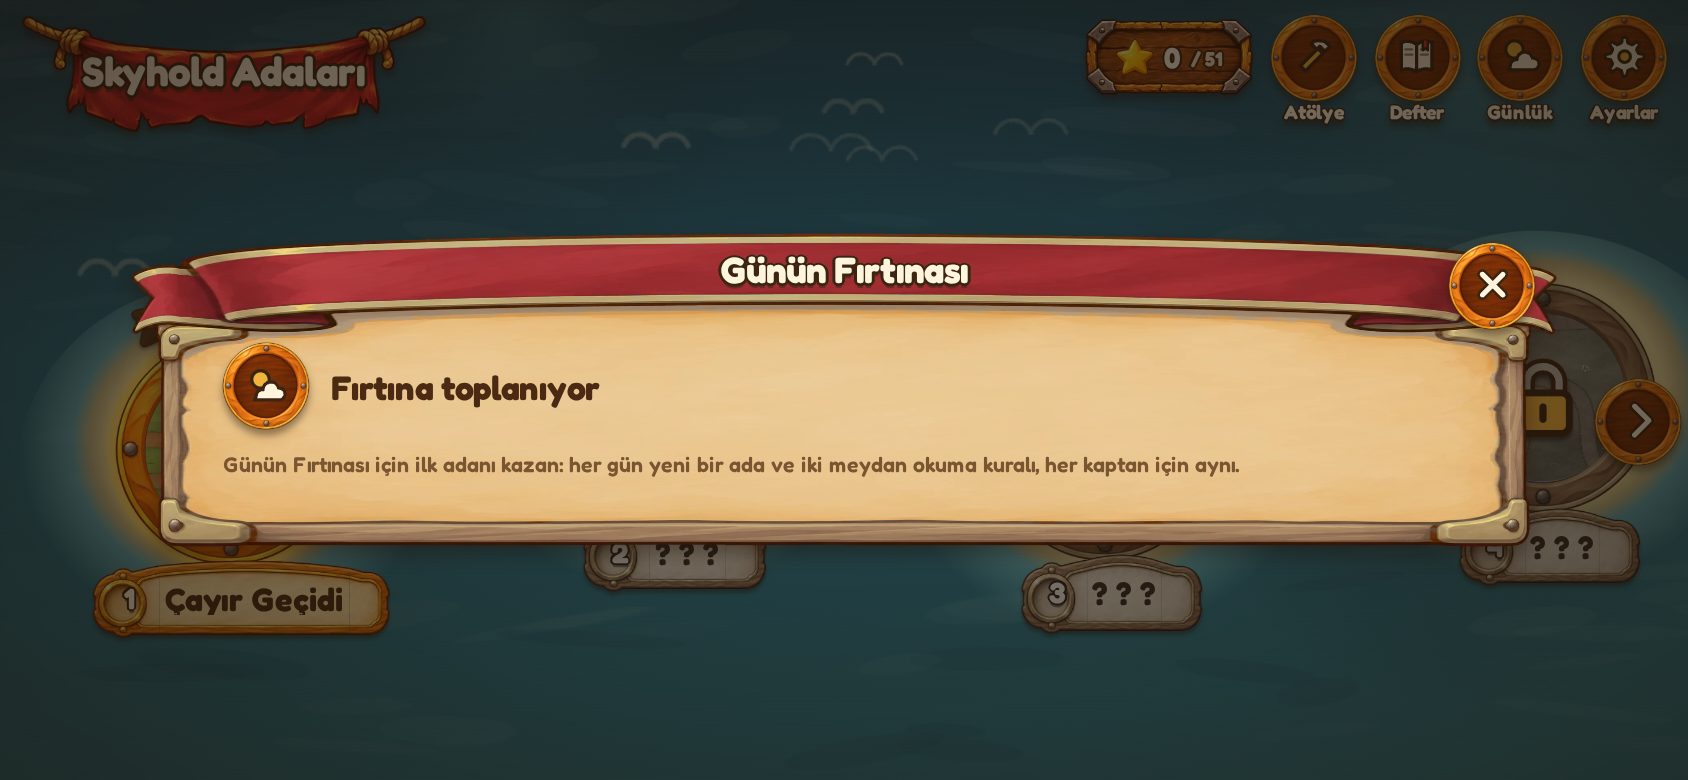 Skyhold Adaları
0 / 51
Atölye
Defter
Günlük
Ayarlar
Günün Fırtınası
Fırtına toplanıyor
Günün Fırtınası için ilk adanı kazan: her gün yeni bir ada ve iki meydan okuma kuralı, her kaptan için aynı.
1 Çayır Geçidi
2 ? ? ?
3 ? ? ?
4 ? ? ?